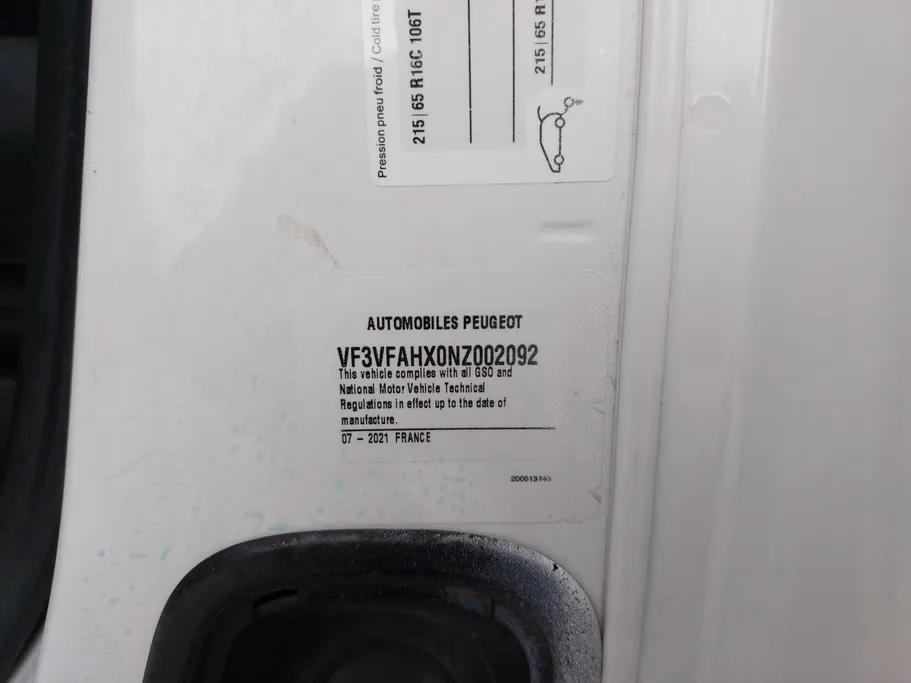 Pression pneu froid / Cold tire
215|65 R16C 106T
215|65 R1
AUTOMOBILES PEUGEOT
VF3VFAHX0NZ002092
This vehicle complies with all GSO and
National Motor Vehicle Technical
Regulations in effect up to the date of
manufacture.
07 - 2021 FRANCE